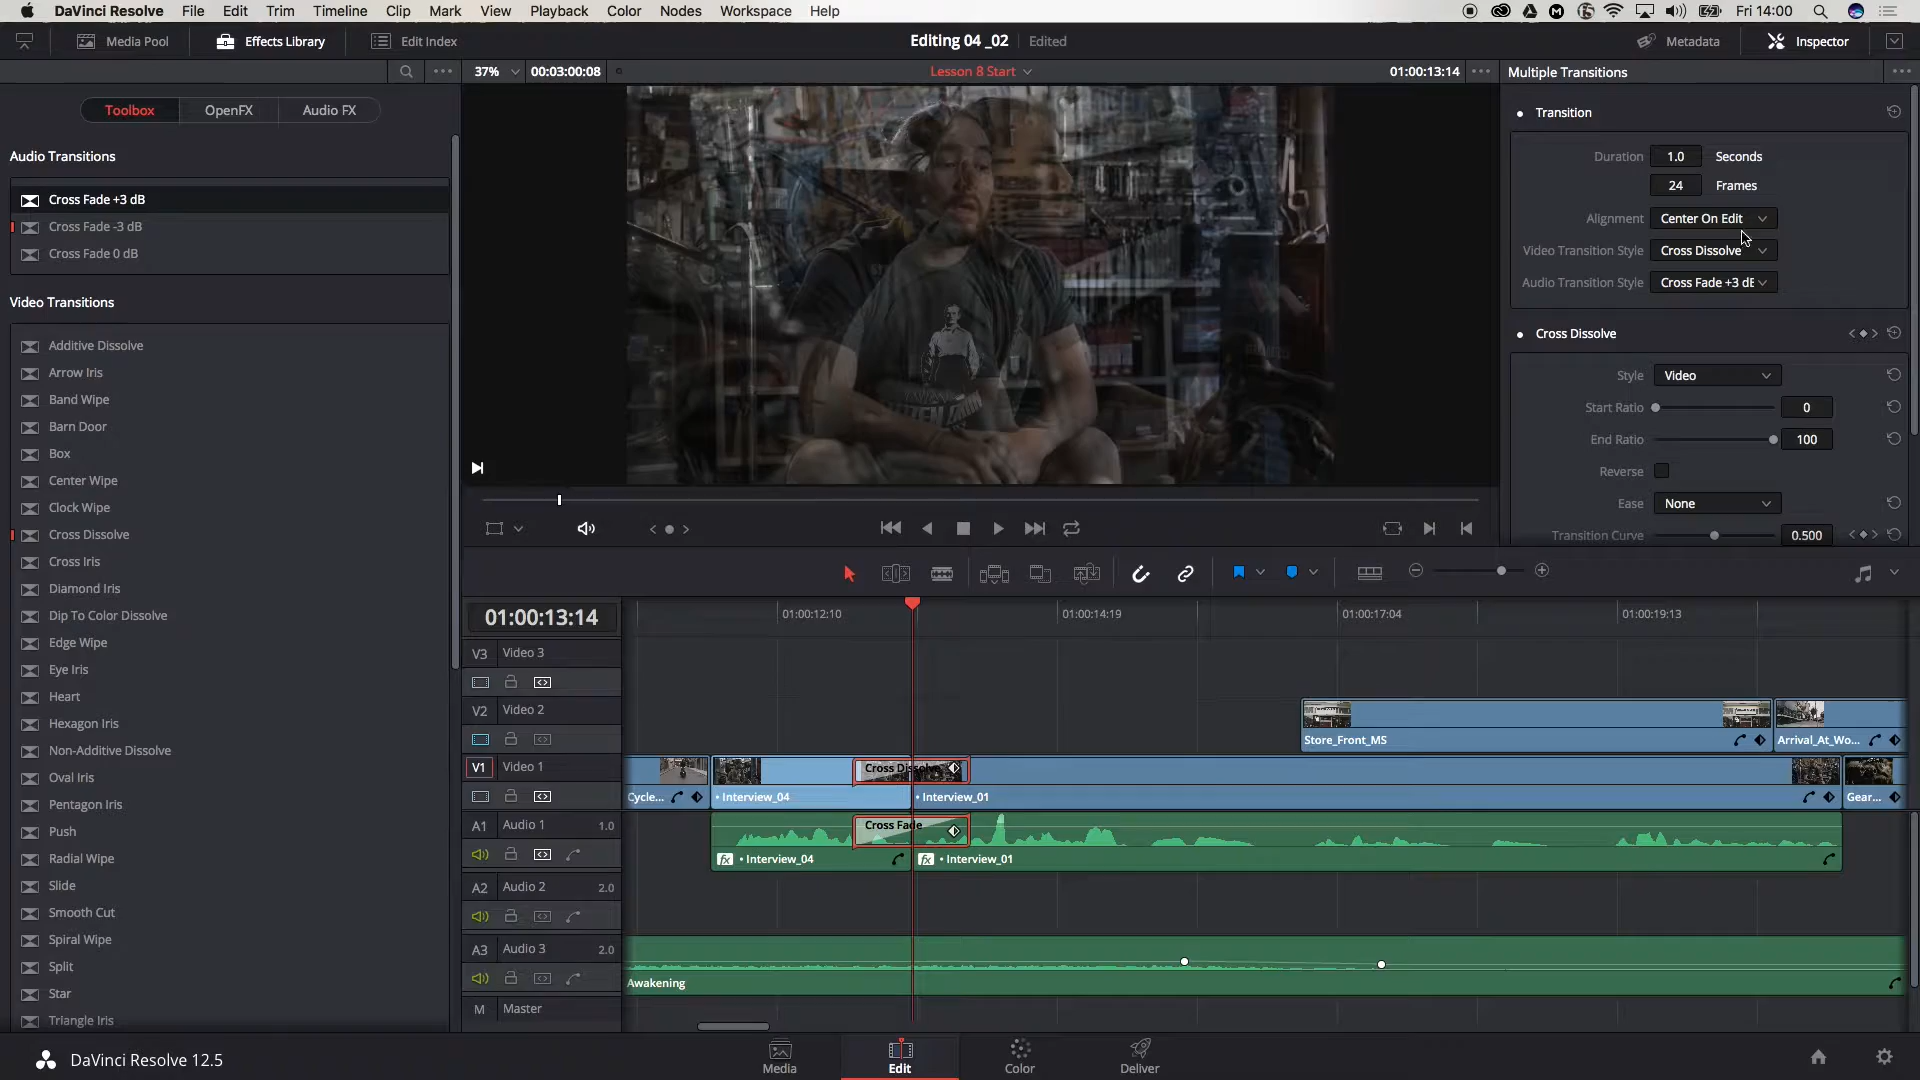 DaVinci Resolve File Edit Trim Timeline Clip Mark View Playback Color Nodes Workspace Help Fri 14:00
Media Pool Effects Library Edit Index Editing 04 _02 Edited Metadata Inspector
37% 00:03:00:08 Lesson 8 Start 01:00:13:14 Multiple Transitions
Toolbox OpenFX Audio FX
Audio Transitions
Cross Fade +3 dB
Cross Fade -3 dB
Cross Fade 0 dB
Video Transitions
Additive Dissolve
Arrow Iris
Band Wipe
Barn Door
Box
Center Wipe
Clock Wipe
Cross Dissolve
Cross Iris
Diamond Iris
Dip To Color Dissolve
Edge Wipe
Eye Iris
Heart
Hexagon Iris
Non-Additive Dissolve
Oval Iris
Pentagon Iris
Push
Radial Wipe
Slide
Smooth Cut
Spiral Wipe
Split
Star
Triangle Iris
Transition
Duration 1.0 Seconds
24 Frames
Alignment Center On Edit
Video Transition Style Cross Dissolve
Audio Transition Style Cross Fade +3 dB
Cross Dissolve
Style Video
Start Ratio 0
End Ratio 100
Reverse
Ease None
Transition Curve 0.500
01:00:13:14 01:00:12:10 01:00:14:19 01:00:17:04 01:00:19:13
V3 Video 3
V2 Video 2
Store_Front_MS Arrival_At_Wo...
V1 Video 1 Cross Dissolve
Cycle... • Interview_04 • Interview_01 Gear...
A1 Audio 1 1.0 Cross Fade
fx • Interview_04 fx • Interview_01
A2 Audio 2 2.0
A3 Audio 3 2.0
Awakening
M Master
DaVinci Resolve 12.5 Media Edit Color Deliver